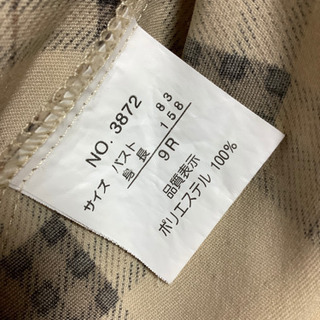 NO. 3872
サイズ バスト 83
身長 158
9R
品質表示
ポリエステル 100%